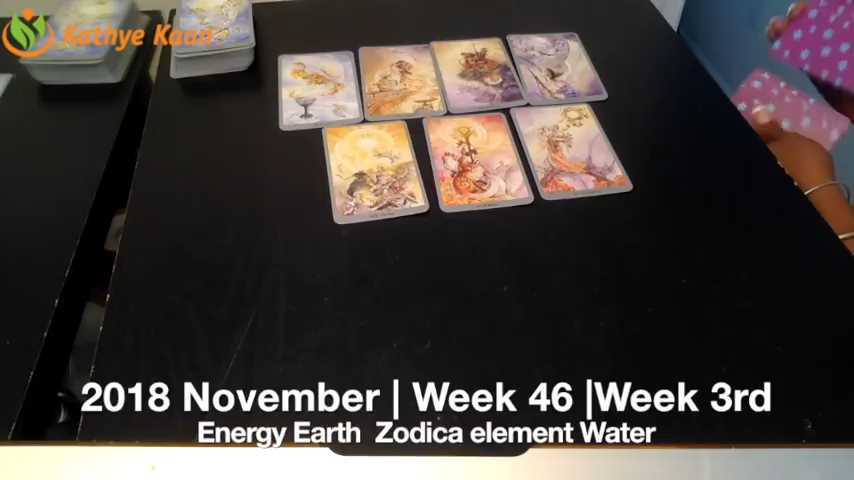 Kathye Kaan
2018 November | Week 46 |Week 3rd
Energy Earth Zodica element Water